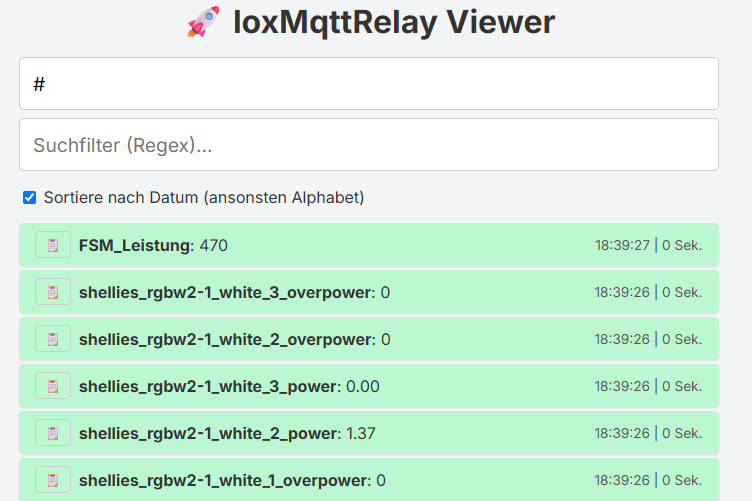 🚀 loxMqttRelay Viewer
#
Suchfilter (Regex)...
Sortiere nach Datum (ansonsten Alphabet)
FSM_Leistung: 470 18:39:27 | 0 Sek.
shellies_rgbw2-1_white_3_overpower: 0 18:39:26 | 0 Sek.
shellies_rgbw2-1_white_2_overpower: 0 18:39:26 | 0 Sek.
shellies_rgbw2-1_white_3_power: 0.00 18:39:26 | 0 Sek.
shellies_rgbw2-1_white_2_power: 1.37 18:39:26 | 0 Sek.
shellies_rgbw2-1_white_1_overpower: 0 18:39:26 | 0 Sek.